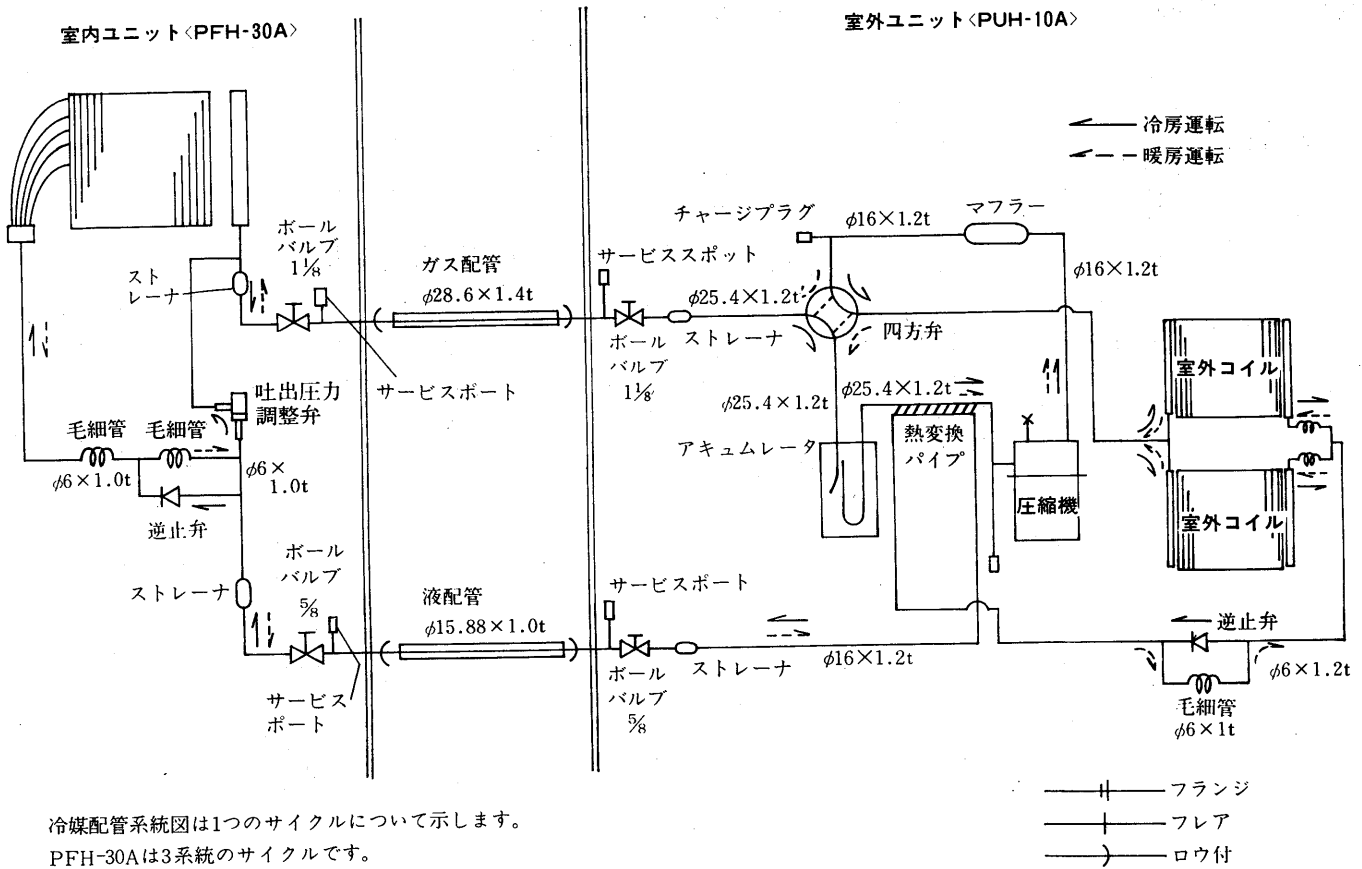 室内ユニット〈PFH-30A〉
室外ユニット〈PUH-10A〉
冷房運転
暖房運転
ボール
バルブ
1⅛
スト
レーナ
ガス配管
φ28.6×1.4t
サービススポット
チャージプラグ
φ16×1.2t
マフラー
φ16×1.2t
φ25.4×1.2t
ストレーナ
四方弁
ボール
バルブ
1⅛
サービスポート
吐出圧力
調整弁
毛細管
毛細管
φ6×1.0t
φ6×
1.0t
逆止弁
φ25.4×1.2t
φ25.4×1.2t
アキュムレータ
熱変換
パイプ
圧縮機
室外コイル
室外コイル
ストレーナ
ボール
バルブ
⅝
液配管
φ15.88×1.0t
サービスポート
サービス
ポート
ボール
バルブ
⅝
ストレーナ
φ16×1.2t
逆止弁
φ6×1.2t
毛細管
φ6×1t
フランジ
フレア
ロウ付
冷媒配管系統図は1つのサイクルについて示します。
PFH-30Aは3系統のサイクルです。